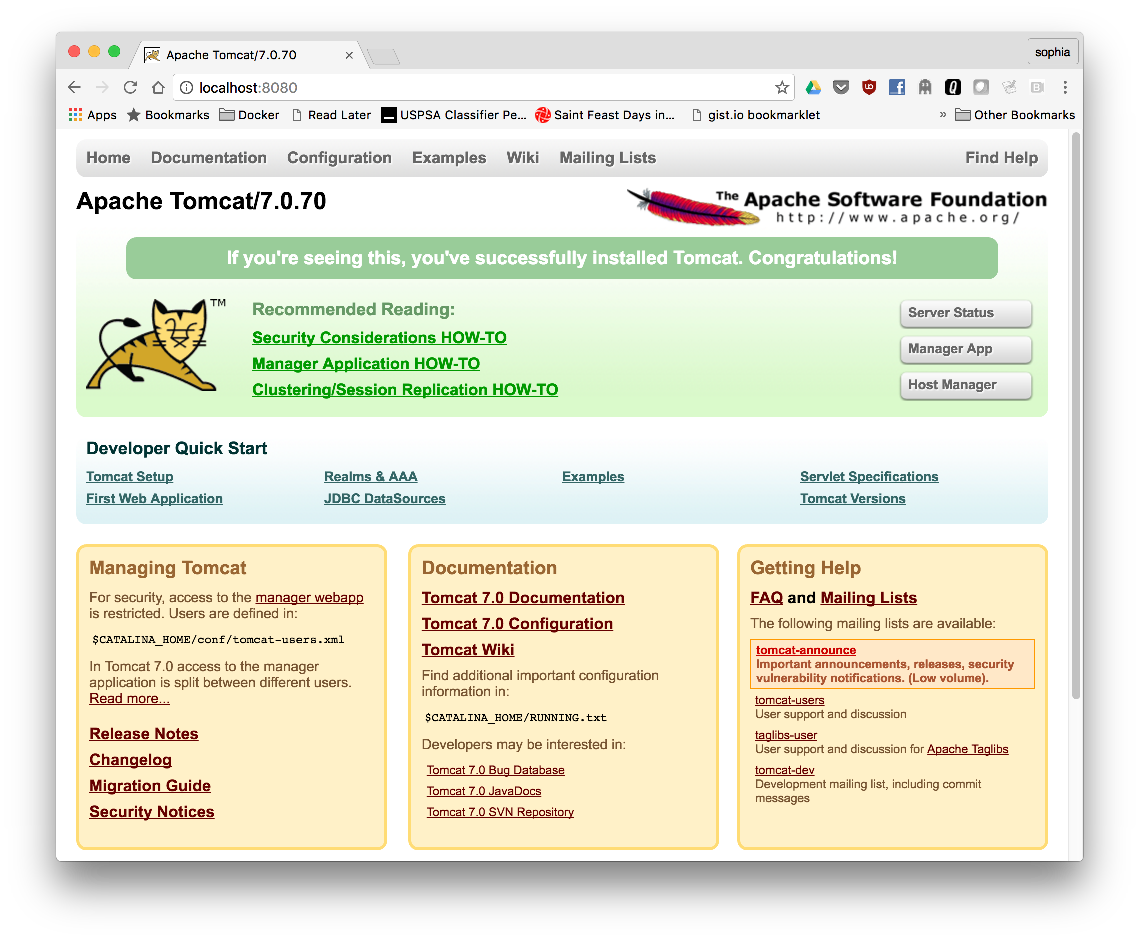 Apache Tomcat/7.0.70
sophia
localhost:8080
Apps Bookmarks Docker Read Later USPSA Classifier Pe... Saint Feast Days in... gist.io bookmarklet » Other Bookmarks
Home Documentation Configuration Examples Wiki Mailing Lists Find Help
Apache Tomcat/7.0.70
The Apache Software Foundation
http://www.apache.org/
If you're seeing this, you've successfully installed Tomcat. Congratulations!
TM
Recommended Reading:
Security Considerations HOW-TO
Manager Application HOW-TO
Clustering/Session Replication HOW-TO
Server Status
Manager App
Host Manager
Developer Quick Start
Tomcat Setup
First Web Application
Realms & AAA
JDBC DataSources
Examples
Servlet Specifications
Tomcat Versions
Managing Tomcat
For security, access to the manager webapp
is restricted. Users are defined in:
$CATALINA_HOME/conf/tomcat-users.xml
In Tomcat 7.0 access to the manager
application is split between different users.
Read more...
Release Notes
Changelog
Migration Guide
Security Notices
Documentation
Tomcat 7.0 Documentation
Tomcat 7.0 Configuration
Tomcat Wiki
Find additional important configuration
information in:
$CATALINA_HOME/RUNNING.txt
Developers may be interested in:
Tomcat 7.0 Bug Database
Tomcat 7.0 JavaDocs
Tomcat 7.0 SVN Repository
Getting Help
FAQ and Mailing Lists
The following mailing lists are available:
tomcat-announce
Important announcements, releases, security
vulnerability notifications. (Low volume).
tomcat-users
User support and discussion
taglibs-user
User support and discussion for Apache Taglibs
tomcat-dev
Development mailing list, including commit
messages